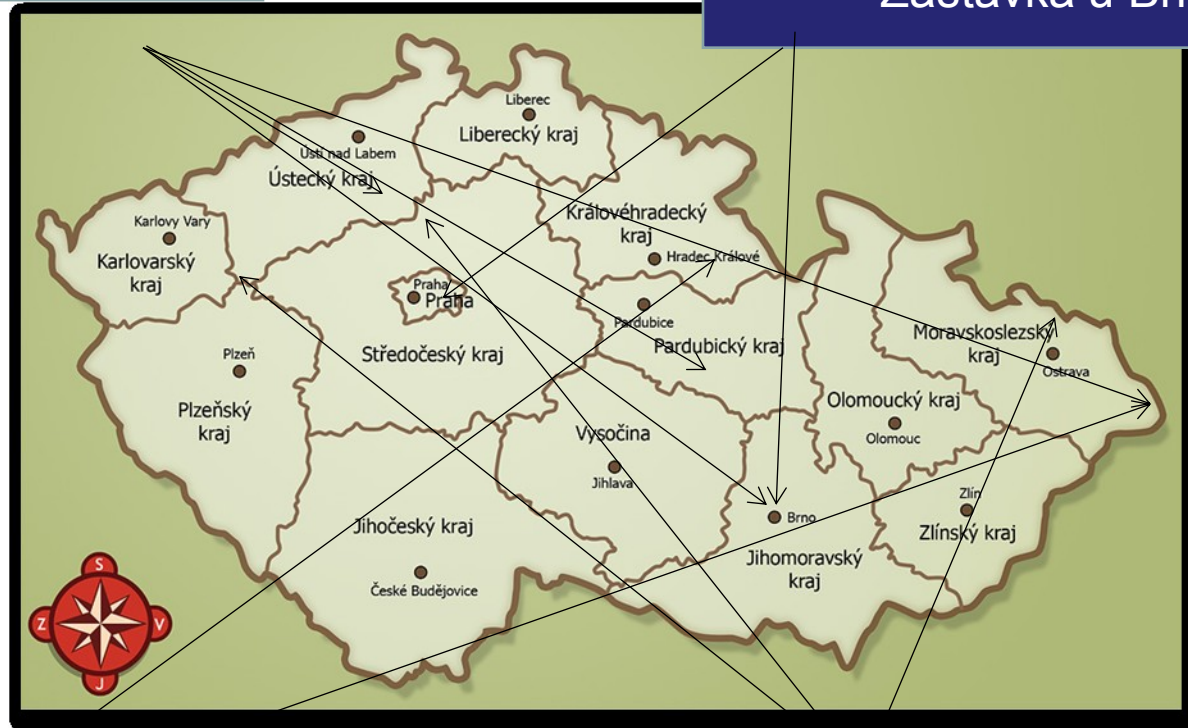 Zastávka u Brn
Liberec
Liberecký kraj
Ústí nad Labem
Ústecký kraj
Karlovy Vary
Karlovarský
kraj
Královéhradecký
kraj
Hradec Králové
Praha
Praha
Pardubice
Pardubický kraj
Středočeský kraj
Plzeň
Plzeňský
kraj
Moravskoslezský
kraj
Ostrava
Olomoucký kraj
Olomouc
Vysočina
Jihlava
Zlín
Zlínský kraj
Brno
Jihomoravský
kraj
Jihočeský kraj
České Budějovice
S
Z
V
J